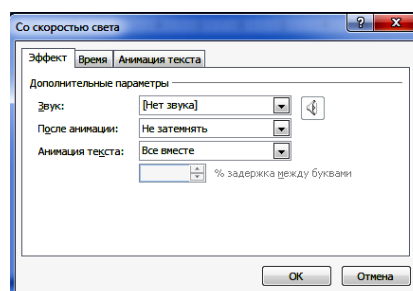 Со скоростью света
Эффект Время Анимация текста
Дополнительные параметры
Звук: [Нет звука]
После анимации: Не затемнять
Анимация текста: Все вместе
% задержка между буквами
ОК Отмена